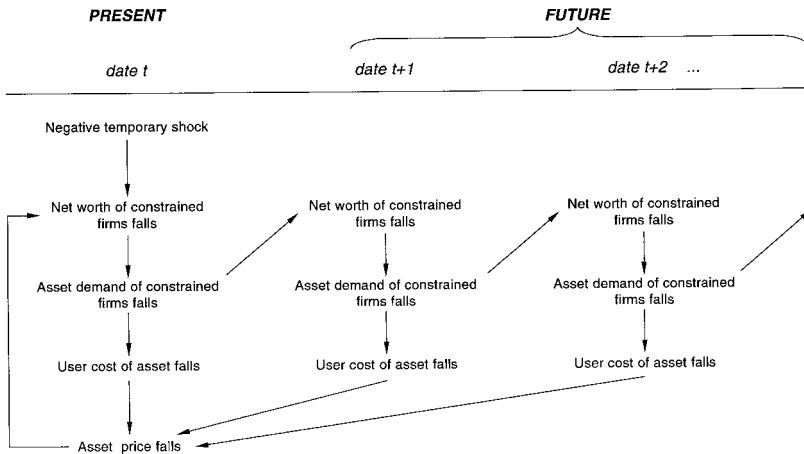 PRESENT
FUTURE
date t
date t+1
date t+2 ...
Negative temporary shock
Net worth of constrained
firms falls
Net worth of constrained
firms falls
Net worth of constrained
firms falls
Asset demand of constrained
firms falls
Asset demand of constrained
firms falls
Asset demand of constrained
firms falls
User cost of asset falls
User cost of asset falls
User cost of asset falls
Asset price falls